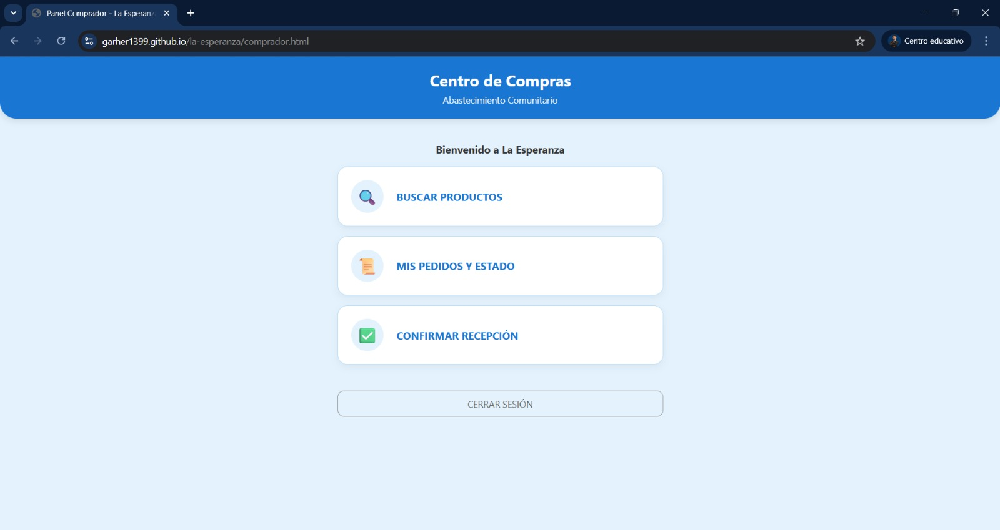 Panel Comprador - La Esperanz
garher1399.github.io/la-esperanza/comprador.html
Centro educativo
Centro de Compras
Abastecimiento Comunitario
Bienvenido a La Esperanza
BUSCAR PRODUCTOS
MIS PEDIDOS Y ESTADO
CONFIRMAR RECEPCIÓN
CERRAR SESIÓN